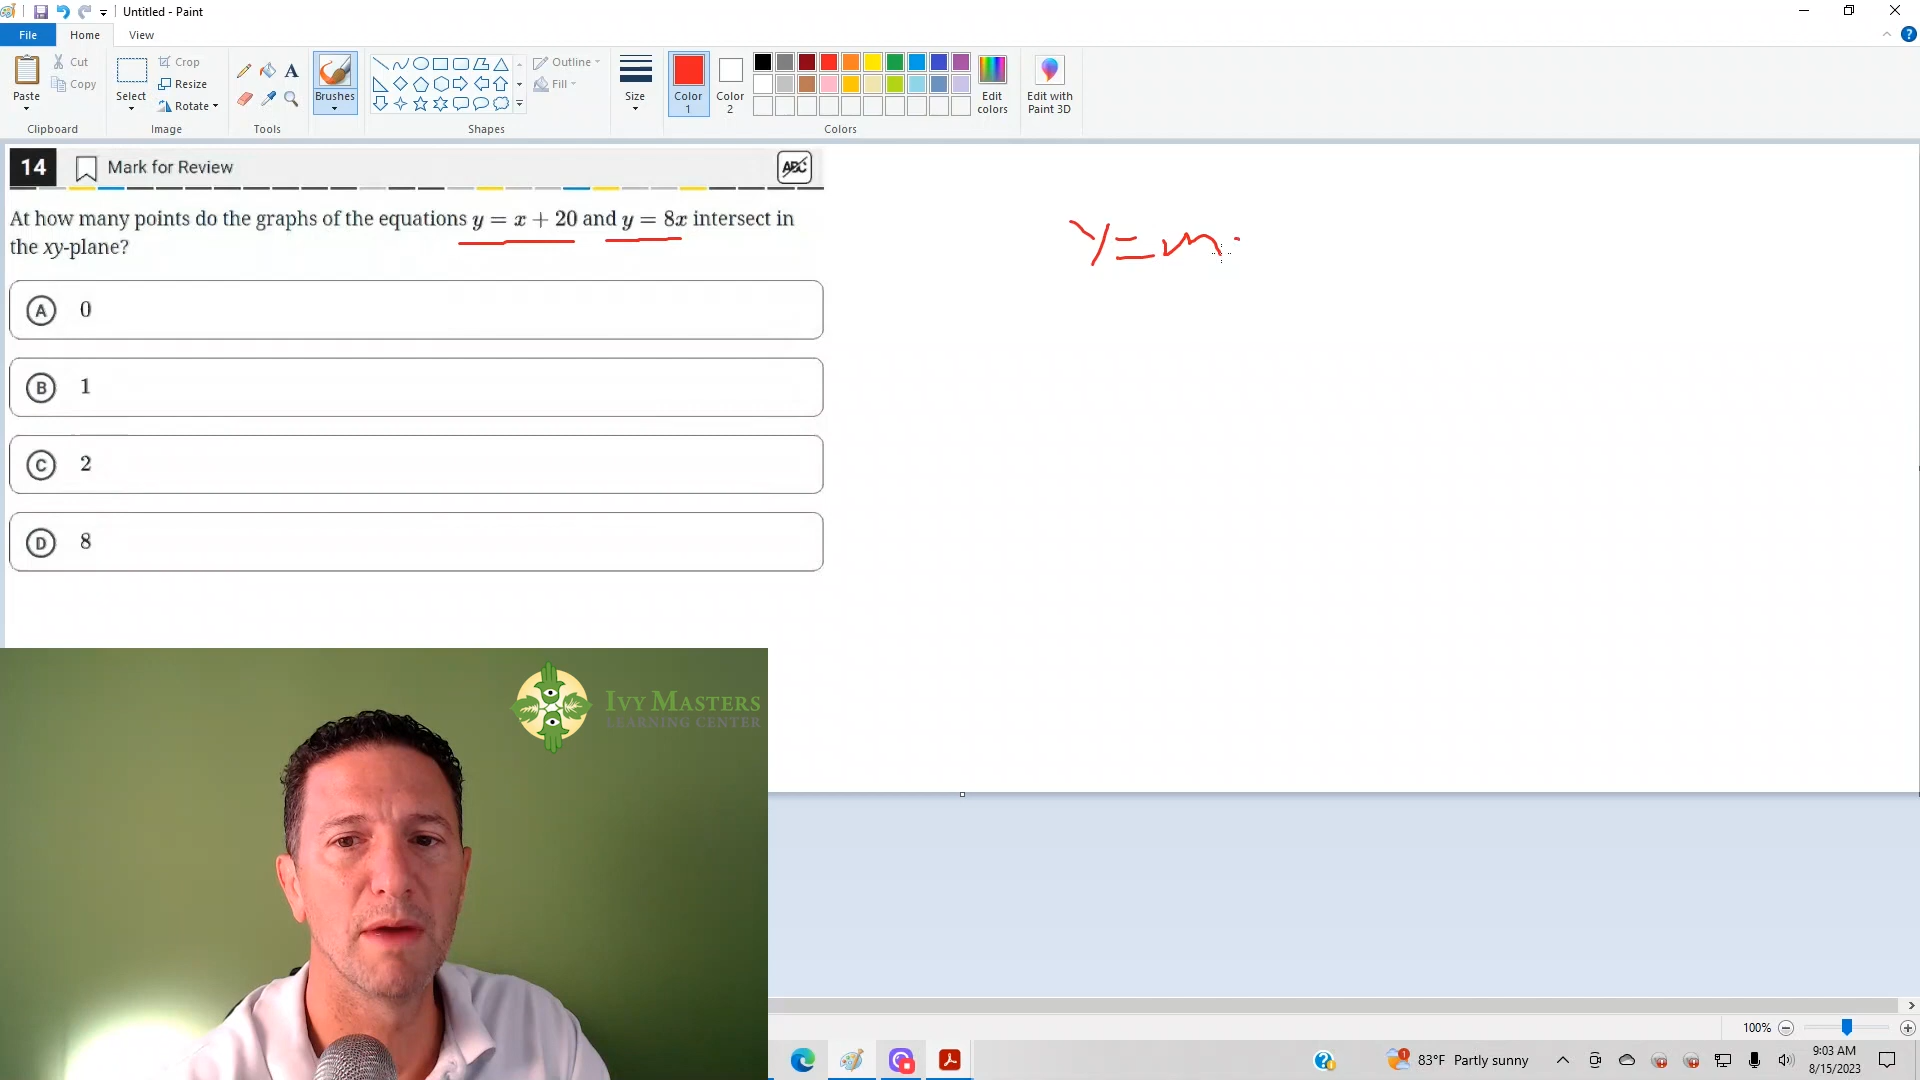 Untitled - Paint
File Home View
Paste
Cut
Copy
Clipboard
Select
Crop
Resize
Rotate
Image
A
Tools
Brushes
Shapes
Outline
Fill
Size
Color 1
Color 2
Colors
Edit colors
Edit with Paint 3D
14 Mark for Review ABC
At how many points do the graphs of the equations y = x + 20 and y = 8x intersect in
the xy-plane?
A 0
B 1
C 2
D 8
y=m
IVY MASTERS
LEARNING CENTER
100%
83°F Partly sunny
9:03 AM
8/15/2023